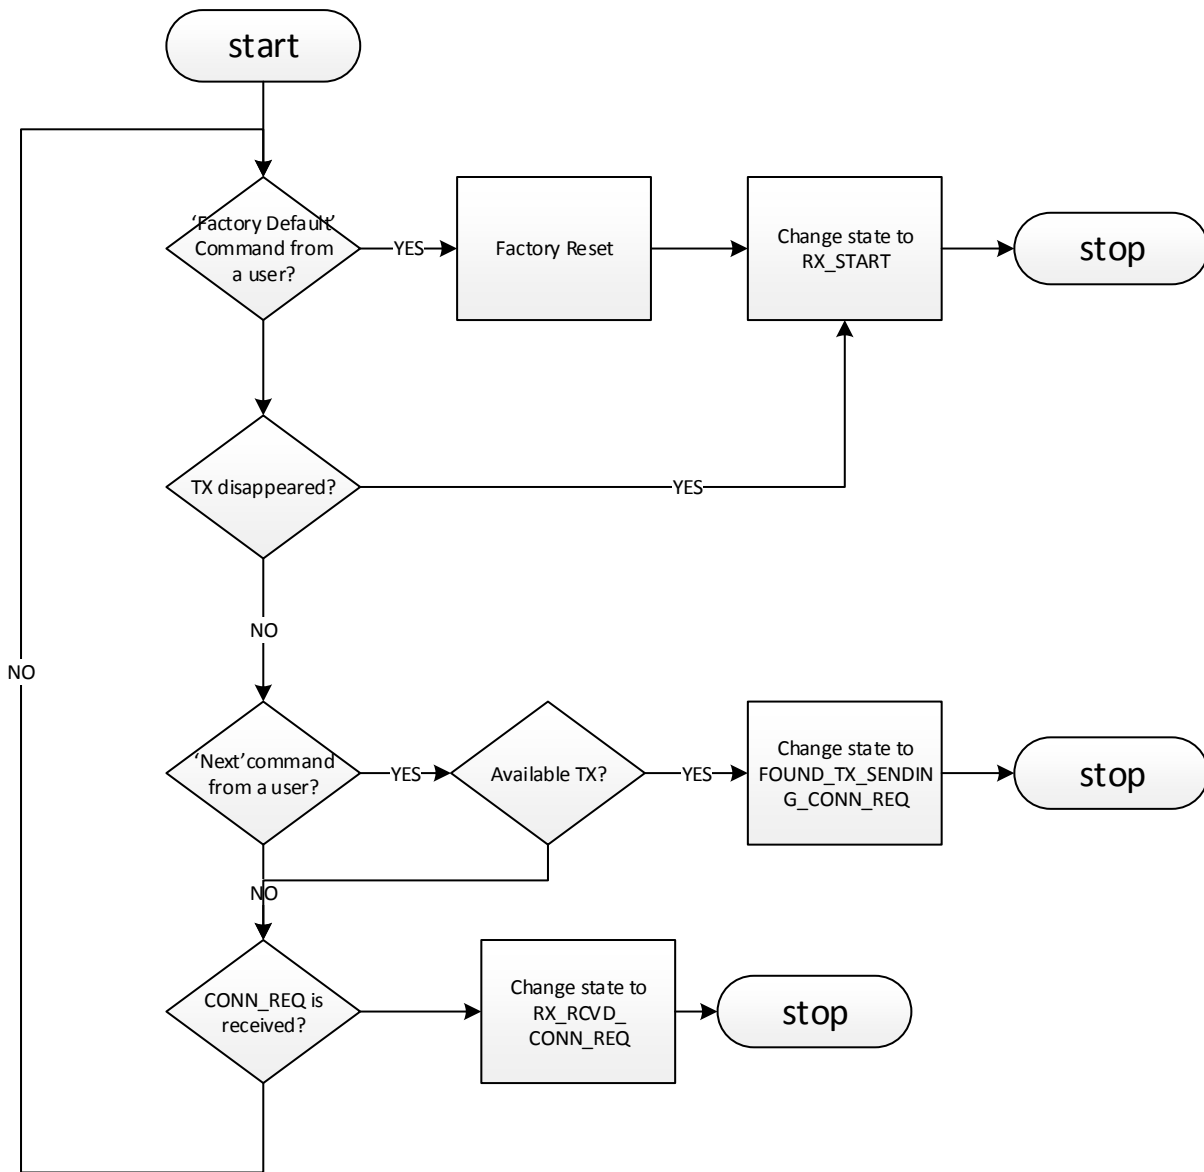 start
‘Factory Default’
Command from
a user?
YES
Factory Reset
Change state to
RX_START
stop
TX disappeared?
YES
NO
NO
‘Next’command
from a user?
YES
Available TX?
YES
Change state to
FOUND_TX_SENDIN
G_CONN_REQ
stop
NO
CONN_REQ is
received?
Change state to
RX_RCVD_
CONN_REQ
stop